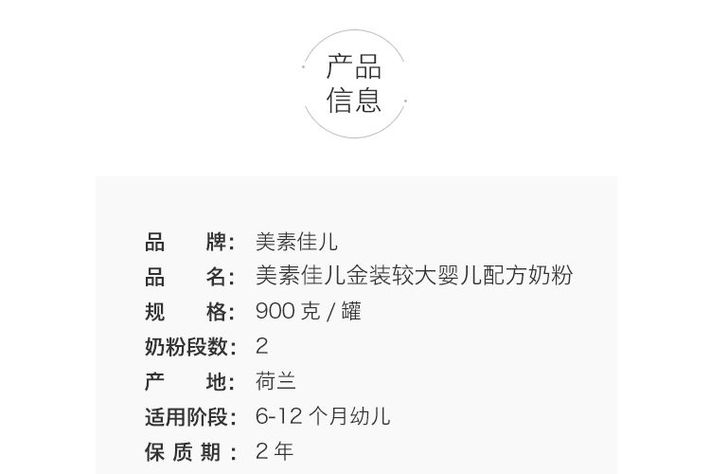 产品
信息
品 牌： 美素佳儿
品 名： 美素佳儿金装较大婴儿配方奶粉
规 格： 900 克 / 罐
奶粉段数： 2
产 地： 荷兰
适用阶段： 6-12 个月幼儿
保 质 期 ： 2 年